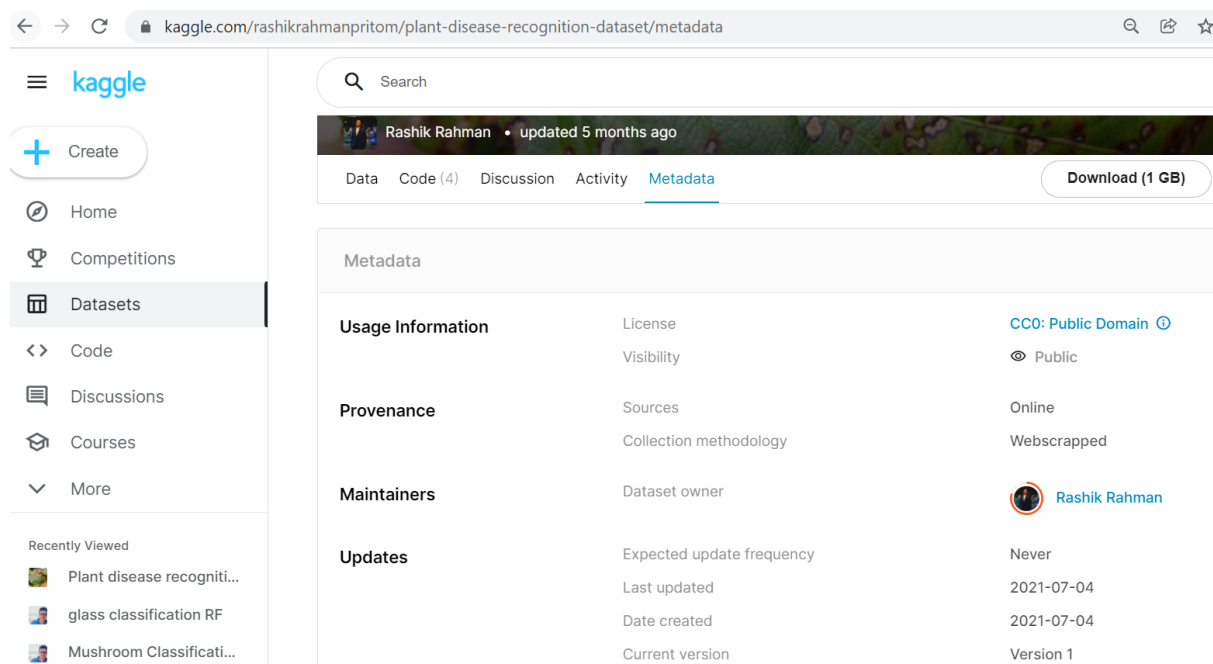 kaggle.com/rashikrahmanpritom/plant-disease-recognition-dataset/metadata
kaggle
Search
Rashik Rahman • updated 5 months ago
Create
Data Code (4) Discussion Activity Metadata Download (1 GB)
Home
Competitions
Datasets
Code
Discussions
Courses
More
Recently Viewed
Plant disease recogniti...
glass classification RF
Mushroom Classificati...
Metadata
Usage Information License CC0: Public Domain
Visibility Public
Provenance Sources Online
Collection methodology Webscrapped
Maintainers Dataset owner Rashik Rahman
Updates Expected update frequency Never
Last updated 2021-07-04
Date created 2021-07-04
Current version Version 1